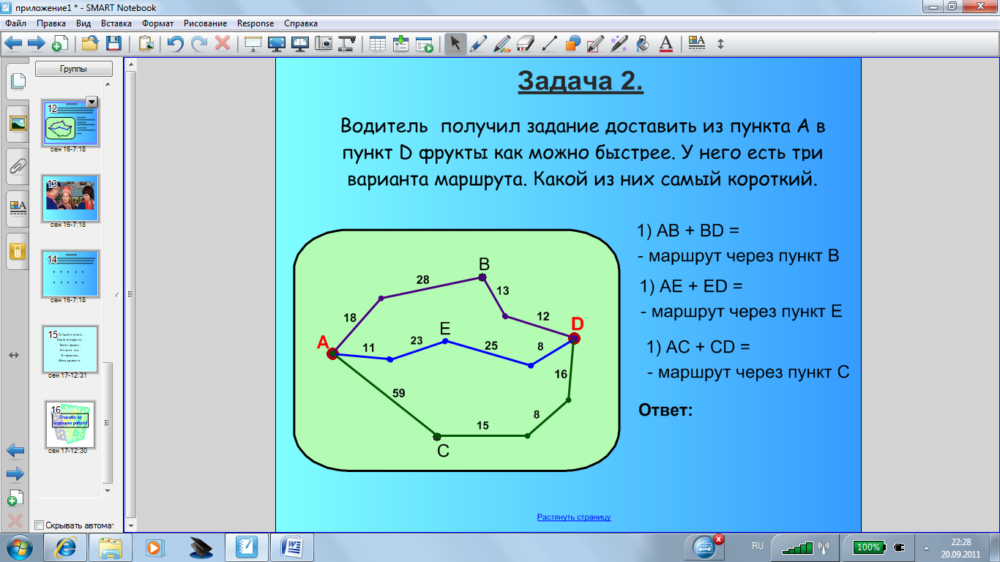 приложение1 * - SMART Notebook
Файл Правка Вид Вставка Формат Рисование Response Справка
Группы
12
сен 16-7:18
13
сен 16-7:18
14
сен 16-7:18
15
сен 17-12:31
16
Спасибо за
хорошую работу!
сен 17-12:30
Скрывать автомат
Задача 2.
Водитель получил задание доставить из пункта А в
пункт D фрукты как можно быстрее. У него есть три
варианта маршрута. Какой из них самый короткий.
1) AB + BD =
- маршрут через пункт B
1) AE + ED =
- маршрут через пункт E
1) AC + CD =
- маршрут через пункт C
Ответ:
B
28
13
18
12
D
E
A
11
23
25
8
16
59
15
8
C
Растянуть страницу
RU
100%
22:28
20.09.2011